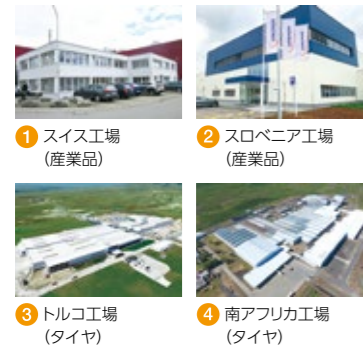 1 スイス工場
(産業品)
2 スロベニア工場
(産業品)
3 トルコ工場
(タイヤ)
4 南アフリカ工場
(タイヤ)